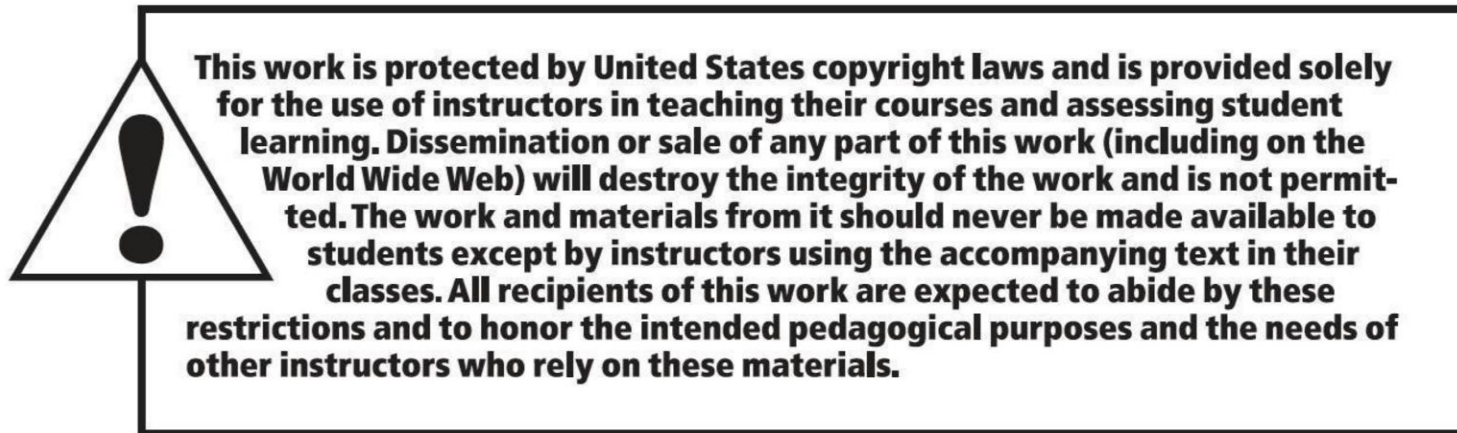 This work is protected by United States copyright laws and is provided solely
for the use of instructors in teaching their courses and assessing student
learning. Dissemination or sale of any part of this work (including on the
World Wide Web) will destroy the integrity of the work and is not permit-
ted. The work and materials from it should never be made available to
students except by instructors using the accompanying text in their
classes. All recipients of this work are expected to abide by these
restrictions and to honor the intended pedagogical purposes and the needs of
other instructors who rely on these materials.